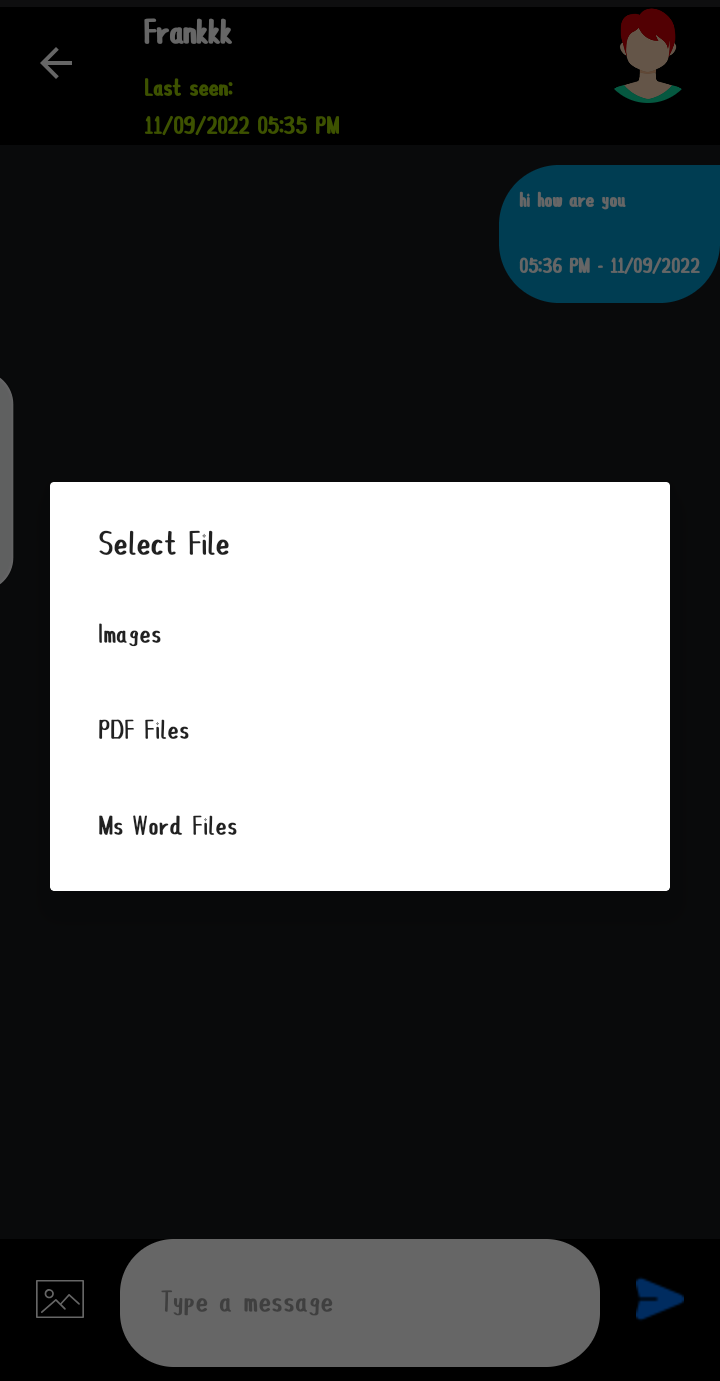 Frankkk
Last seen:
11/09/2022 05:35 PM
hi how are you
05:36 PM - 11/09/2022
Select File
Images
PDF Files
Ms Word Files
Type a message